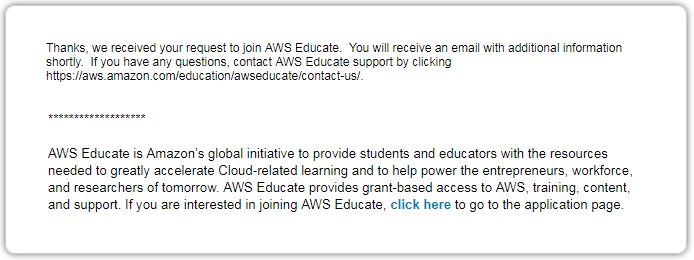 Thanks, we received your request to join AWS Educate.  You will receive an email with additional information
shortly.  If you have any questions, contact AWS Educate support by clicking
https://aws.amazon.com/education/awseducate/contact-us/.
*******************
AWS Educate is Amazon's global initiative to provide students and educators with the resources
needed to greatly accelerate Cloud-related learning and to help power the entrepreneurs, workforce,
and researchers of tomorrow. AWS Educate provides grant-based access to AWS, training, content,
and support. If you are interested in joining AWS Educate, click here to go to the application page.